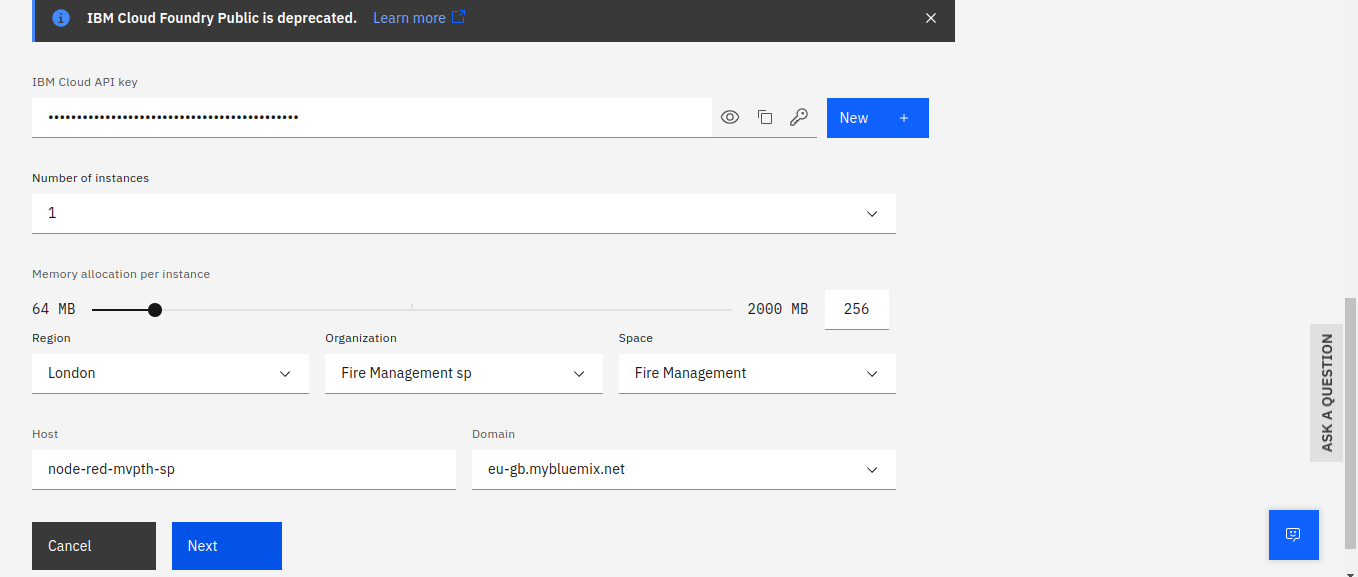 IBM Cloud Foundry Public is deprecated. Learn more
IBM Cloud API key
••••••••••••••••••••••••••••••••••••••••••••
New +
Number of instances
1
Memory allocation per instance
64 MB 2000 MB 256
Region Organization Space
London Fire Management sp Fire Management
Host Domain
node-red-mvpth-sp eu-gb.mybluemix.net
Cancel Next
ASK A QUESTION